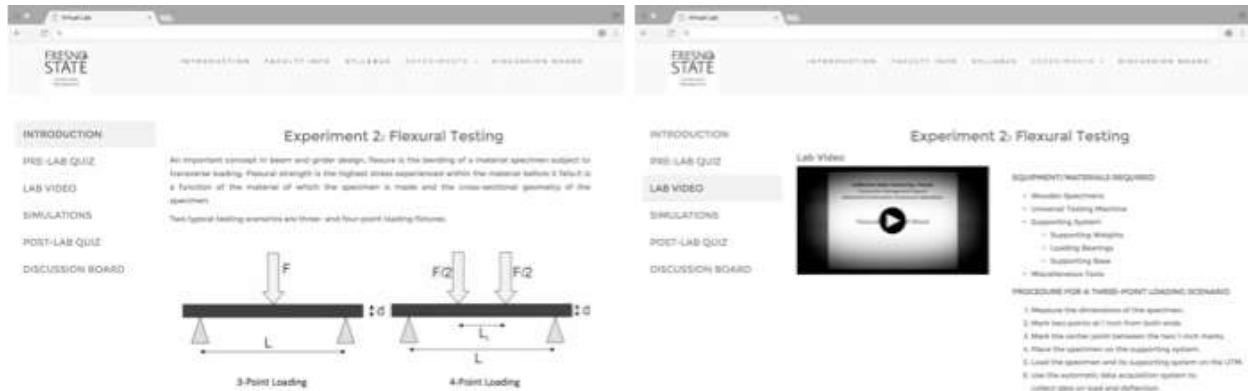 Virtual Lab
FRESNO
STATE
INTRODUCTION FACULTY INFO SYLLABUS EXPERIMENTS DISCUSSION BOARD
INTRODUCTION
PRE-LAB QUIZ
LAB VIDEO
SIMULATIONS
POST-LAB QUIZ
DISCUSSION BOARD
Experiment 2: Flexural Testing
An important concept in beam and girder design, flexure is the bending of a material specimen subject to
transverse loading. Flexural strength is the highest stress experienced within the material before it fails. It is
a function of the material of which the specimen is made and the cross-sectional geometry of the
specimen.
Two typical testing scenarios are three- and four-point loading fixtures.
F
d
L
3-Point Loading
F/2 F/2
d
L
L
4-Point Loading
Virtual Lab
FRESNO
STATE
INTRODUCTION FACULTY INFO SYLLABUS EXPERIMENTS DISCUSSION BOARD
INTRODUCTION
PRE-LAB QUIZ
LAB VIDEO
SIMULATIONS
POST-LAB QUIZ
DISCUSSION BOARD
Experiment 2: Flexural Testing
Lab Video
EQUIPMENT/MATERIALS REQUIRED
Wooden Specimens
Universal Testing Machine
Supporting System
Supporting Weights
Loading Bearings
Supporting Base
Miscellaneous Tools
PROCEDURE FOR A THREE-POINT LOADING SCENARIO
1. Measure the dimensions of the specimen.
2. Mark two points at 1 inch from both ends.
3. Mark the center point between the two 1-inch marks.
4. Place the specimen on the supporting system.
5. Load the specimen and its supporting system on the UTM.
6. Use the automatic data acquisition system to
collect data on load and deflection.